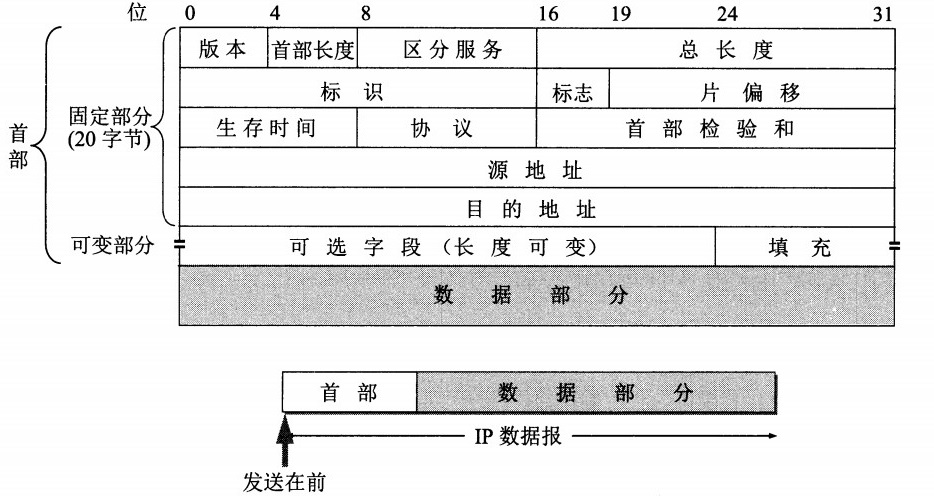 位 0 4 8 16 19 24 31
版本 首部长度 区分服务 总长度
标识 标志 片偏移
固定部分
(20字节)
首部
生存时间 协议 首部检验和
源地址
目的地址
可变部分 可选字段（长度可变） 填充
数据部分
首部 数据部分
IP 数据报
发送在前